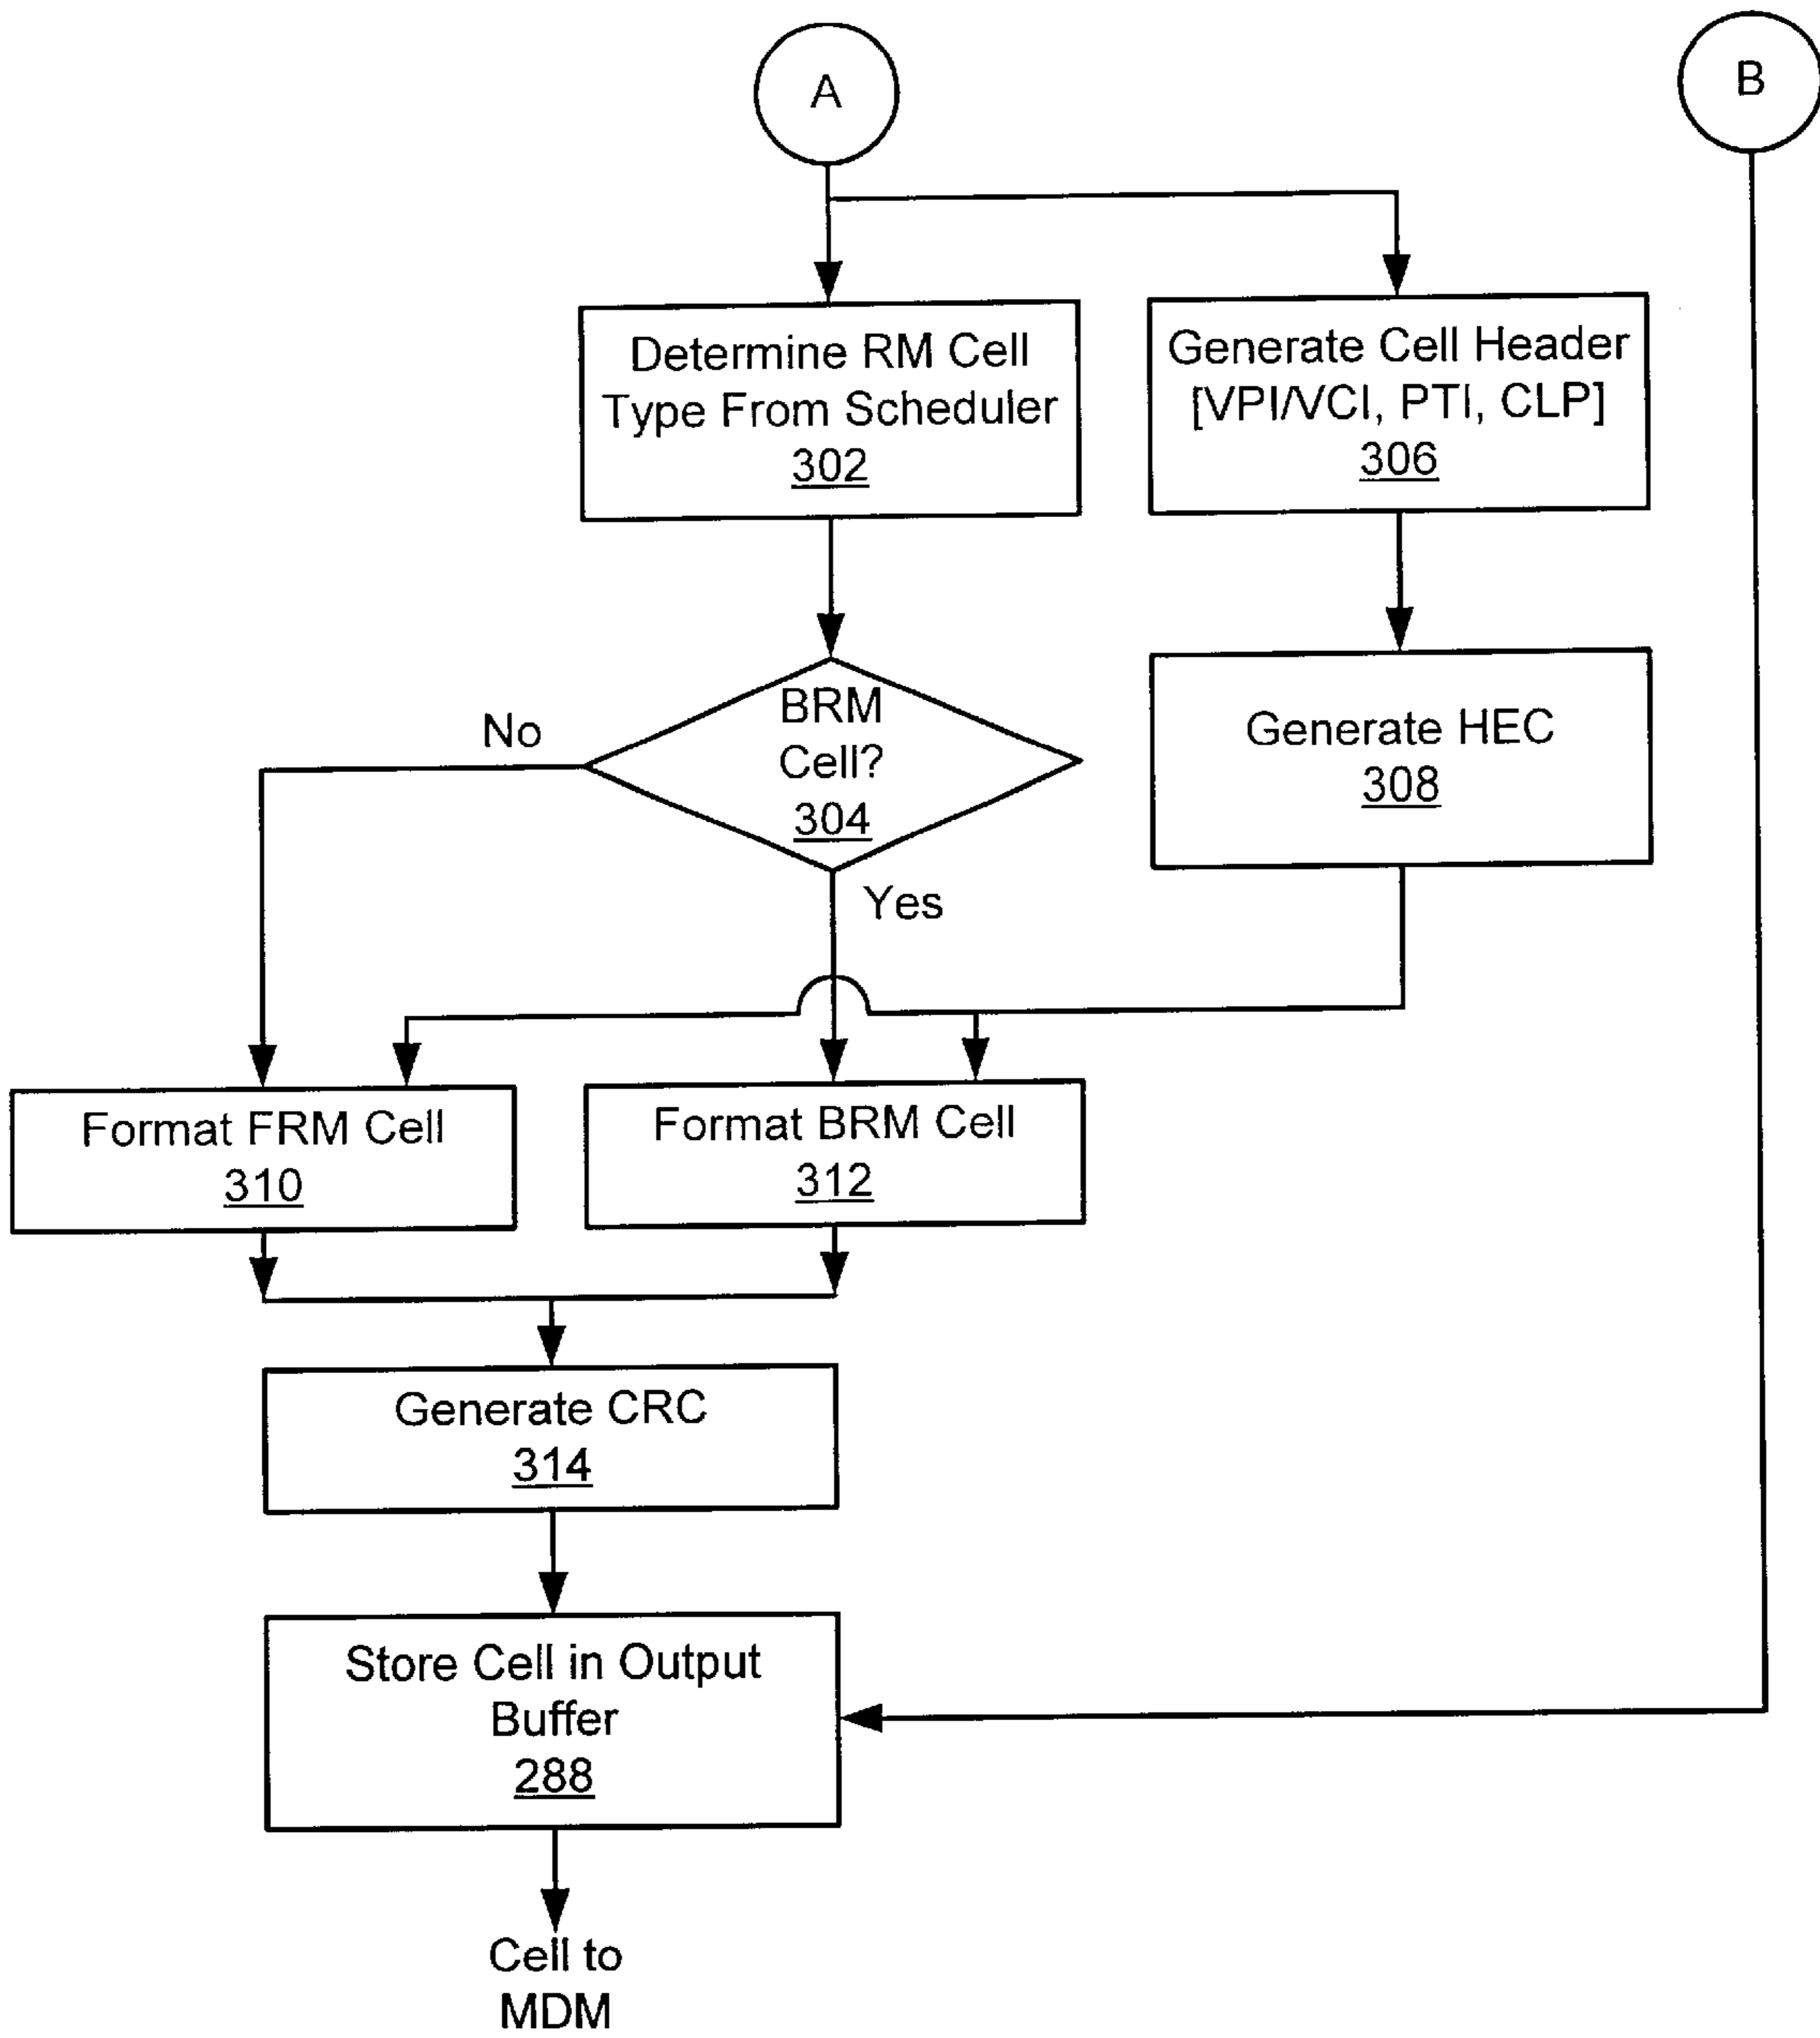 A
B
Determine RM Cell
Type From Scheduler
302
Generate Cell Header
[VPI/VCI, PTI, CLP]
306
BRM
Cell?
304
No
Yes
Generate HEC
308
Format FRM Cell
310
Format BRM Cell
312
Generate CRC
314
Store Cell in Output
Buffer
288
Cell to
MDM